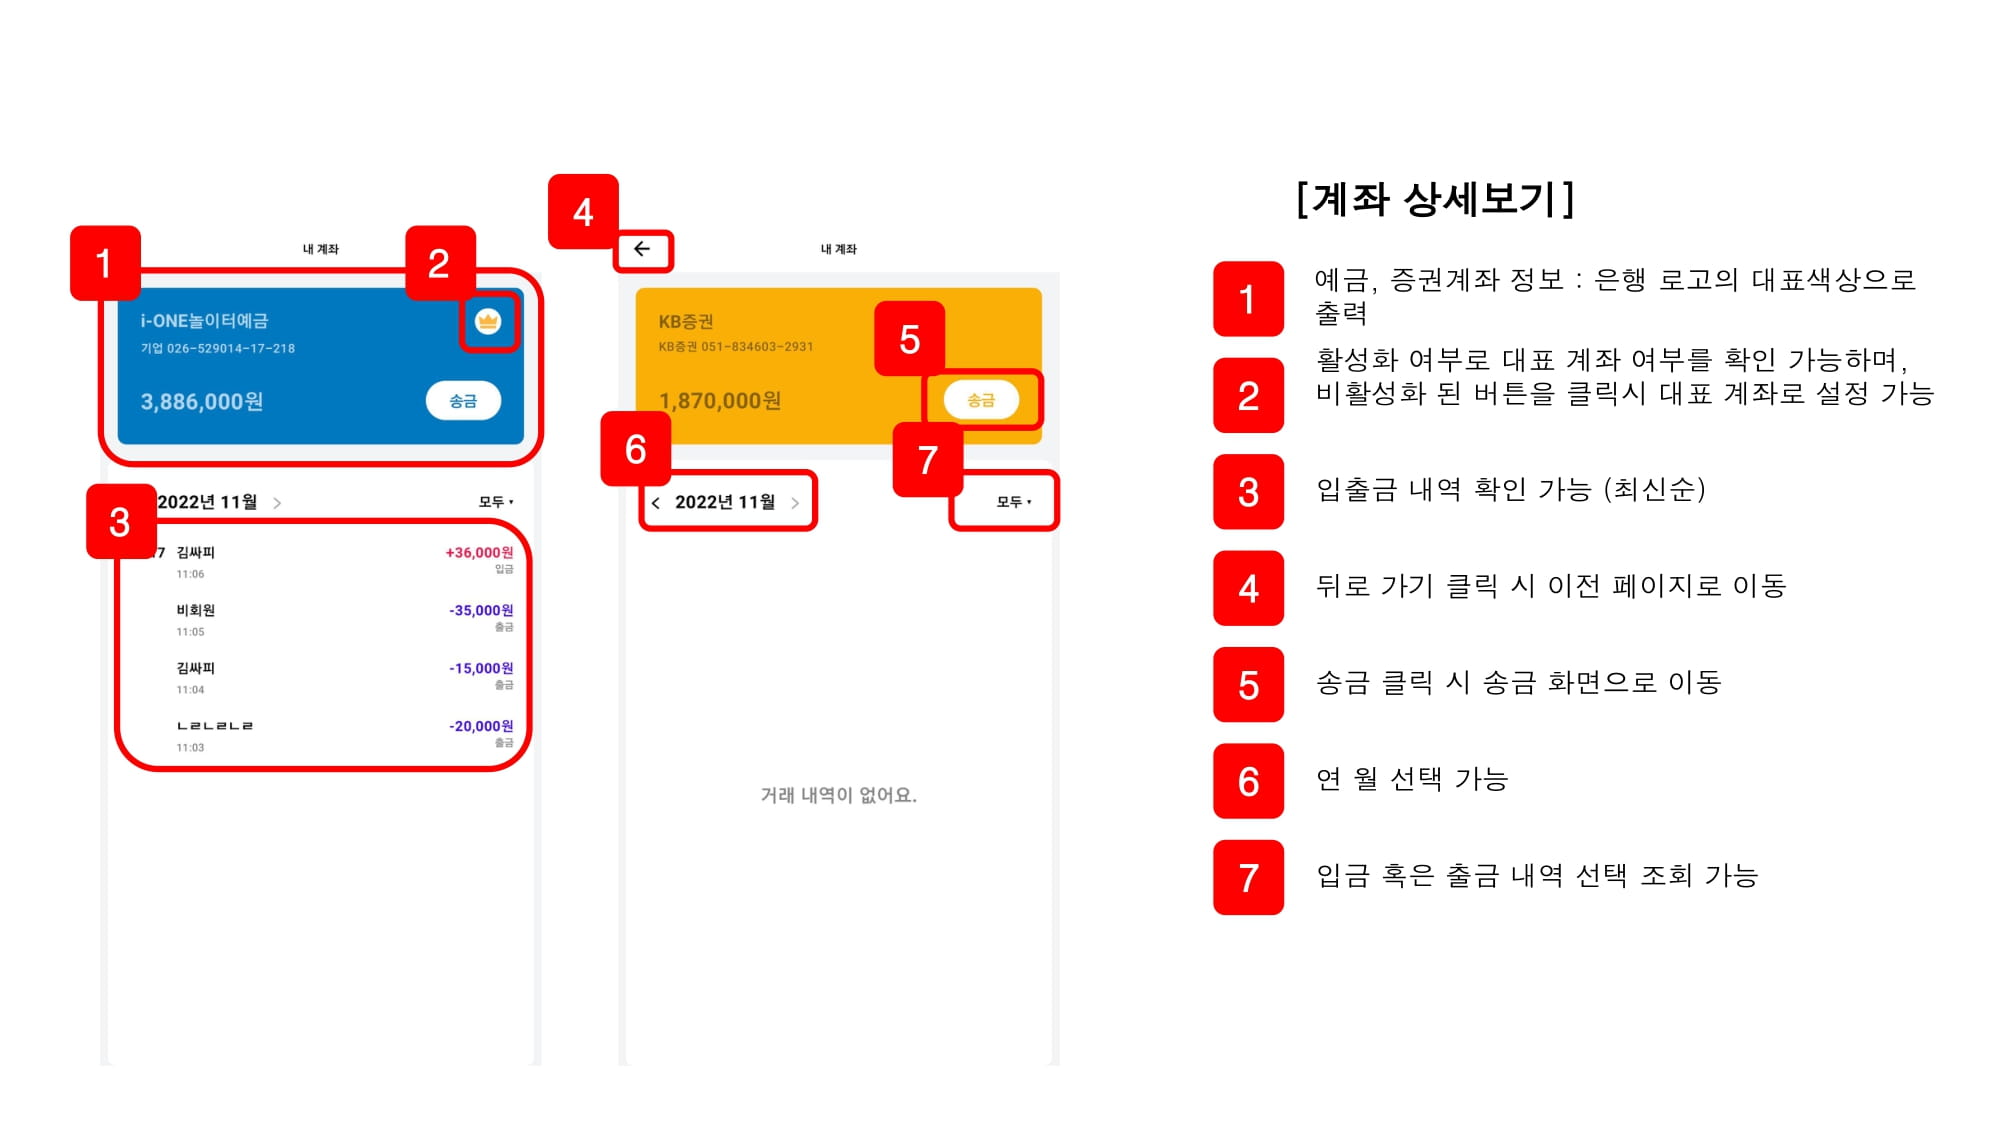 1
2
내 계좌
i-ONE놀이터예금
기업 026-529014-17-218
3,886,000원
송금
3
2022년 11월 >
모두 ▾
7 김싸피
+36,000원
11:06
입금
비회원
-35,000원
11:05
출금
김싸피
-15,000원
11:04
출금
ㄴㄹㄴㄹㄴㄹ
-20,000원
11:03
출금
4
←
내 계좌
KB증권
KB증권 051-834603-2931
5
1,870,000원
송금
6
7
< 2022년 11월 >
모두 ▾
거래 내역이 없어요.
[계좌 상세보기]
1
예금, 증권계좌 정보 : 은행 로고의 대표색상으로
출력
2
활성화 여부로 대표 계좌 여부를 확인 가능하며,
비활성화 된 버튼을 클릭시 대표 계좌로 설정 가능
3
입출금 내역 확인 가능 (최신순)
4
뒤로 가기 클릭 시 이전 페이지로 이동
5
송금 클릭 시 송금 화면으로 이동
6
연 월 선택 가능
7
입금 혹은 출금 내역 선택 조회 가능